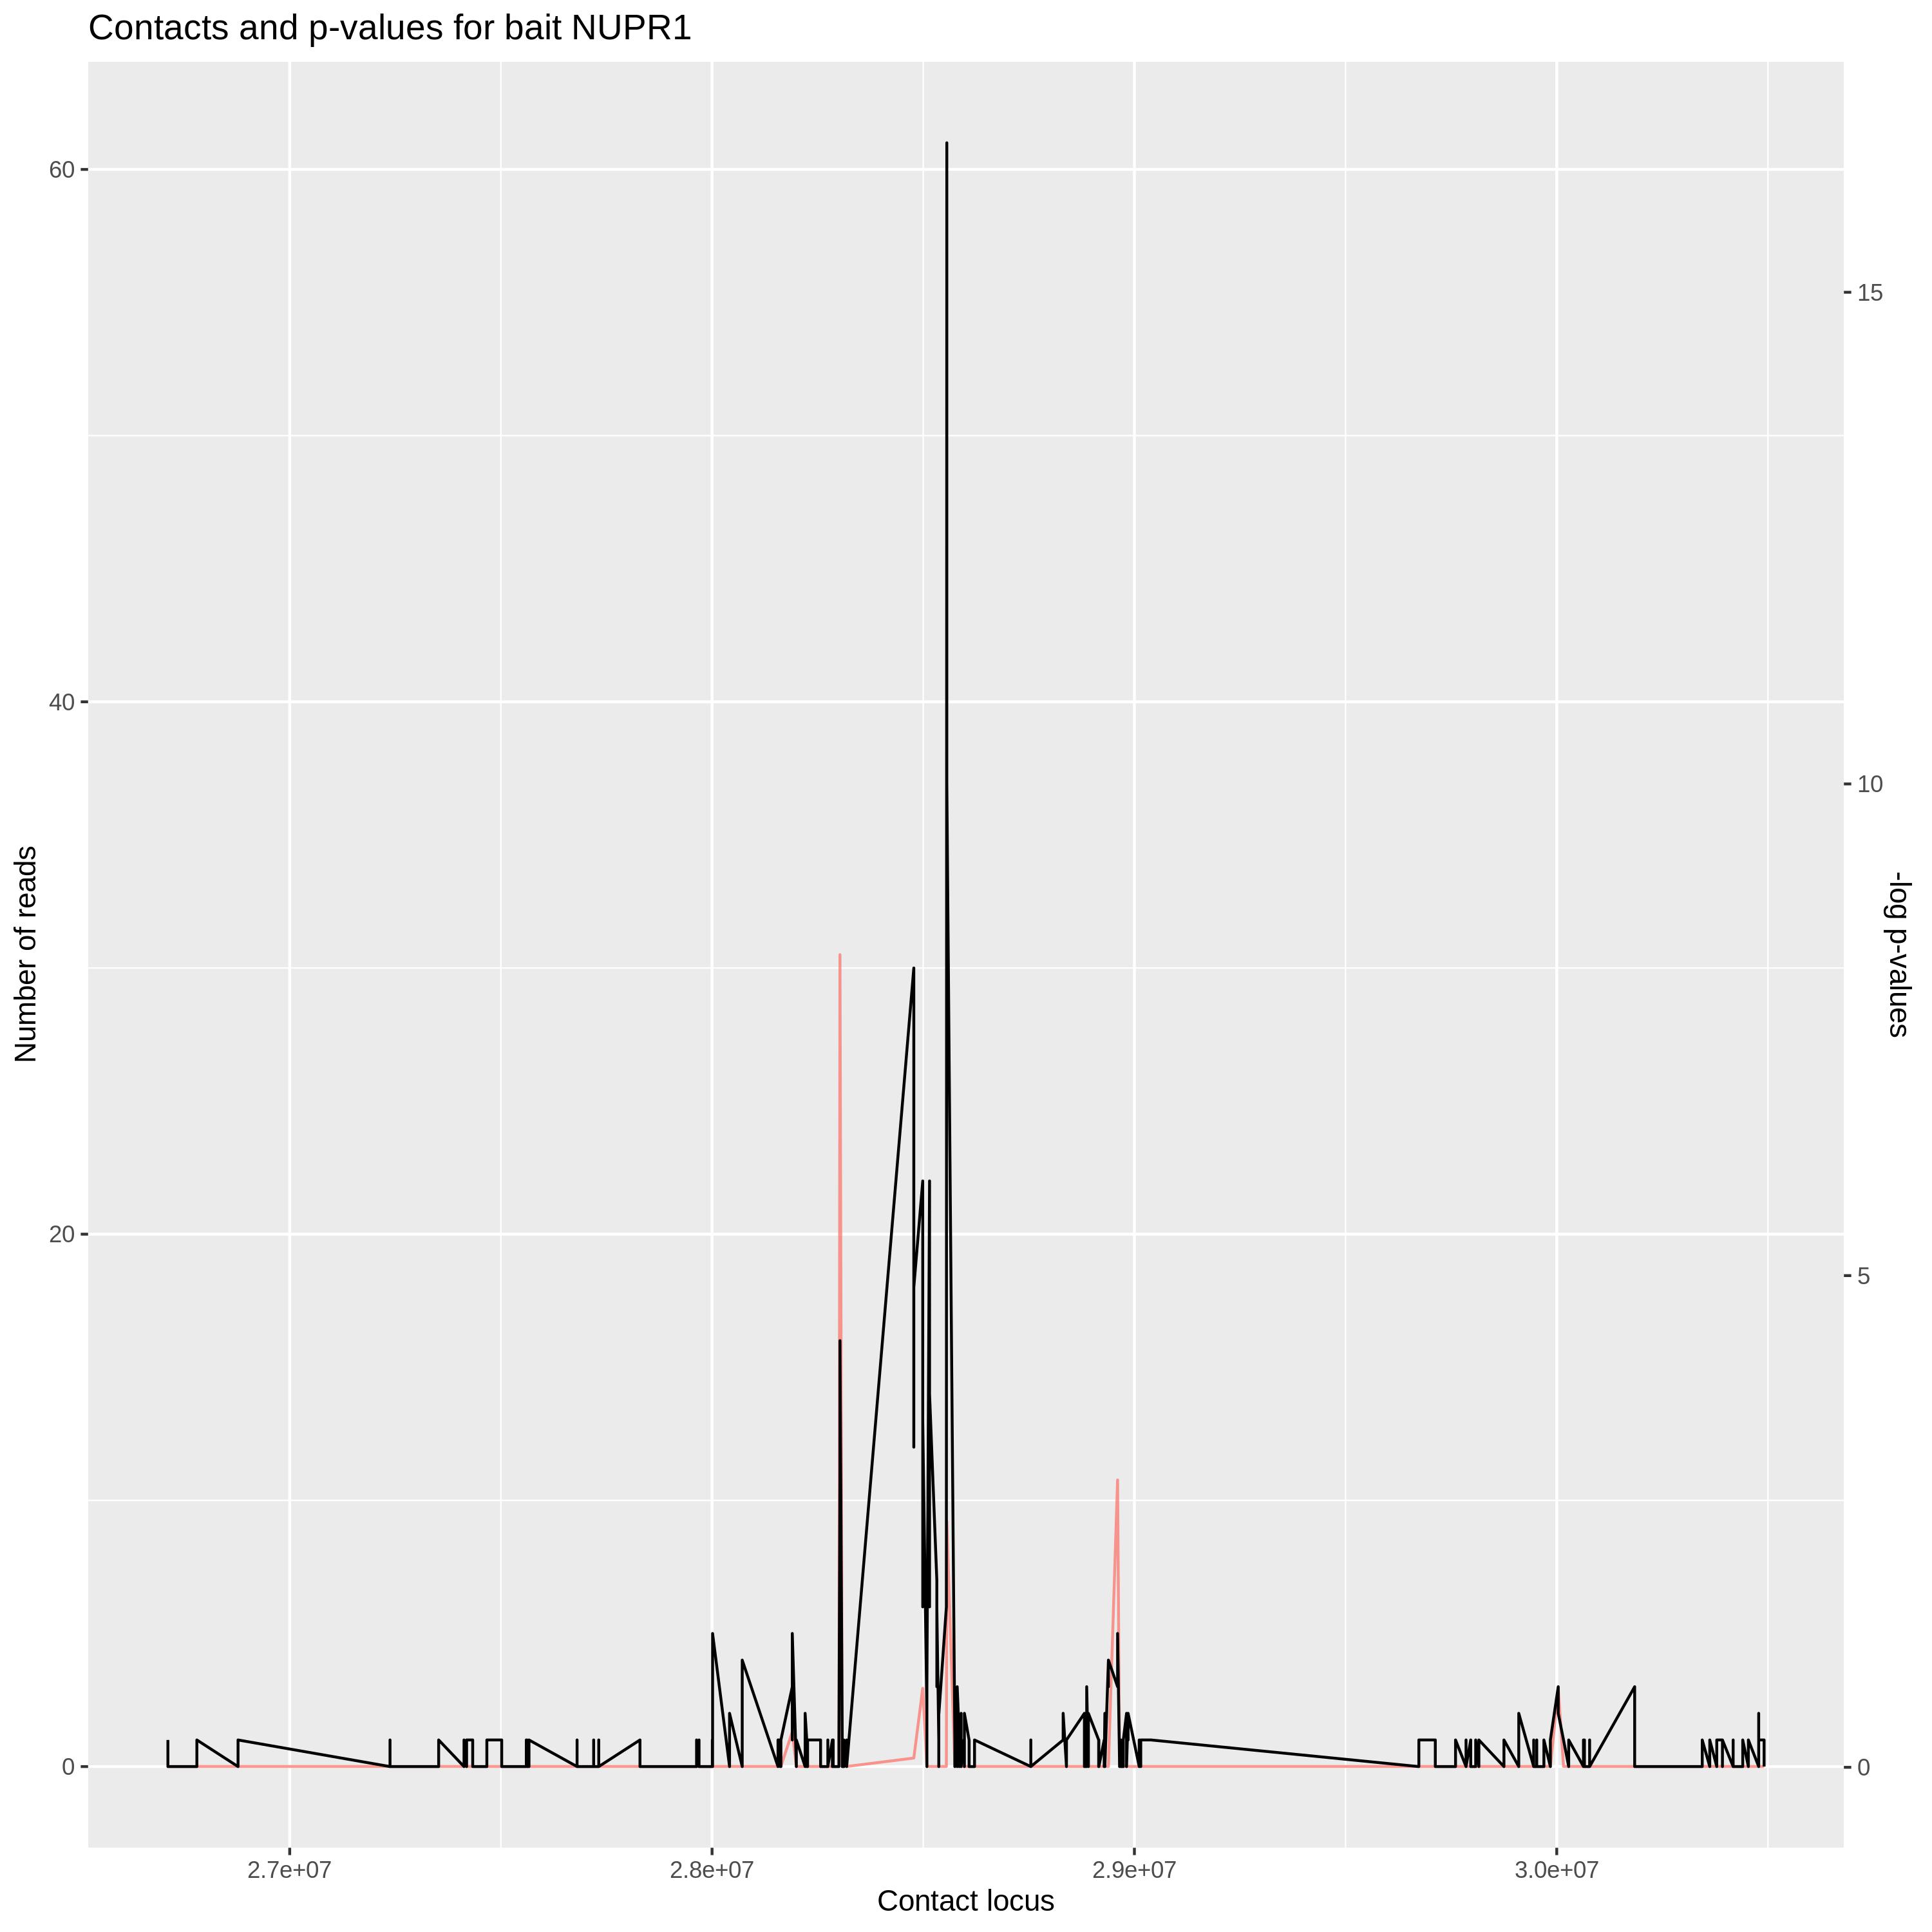 Contacts and p-values for bait NUPR1
60
40
20
0
Number of reads
15
10
5
0
-log p-values
2.7e+07 2.8e+07 2.9e+07 3.0e+07
Contact locus